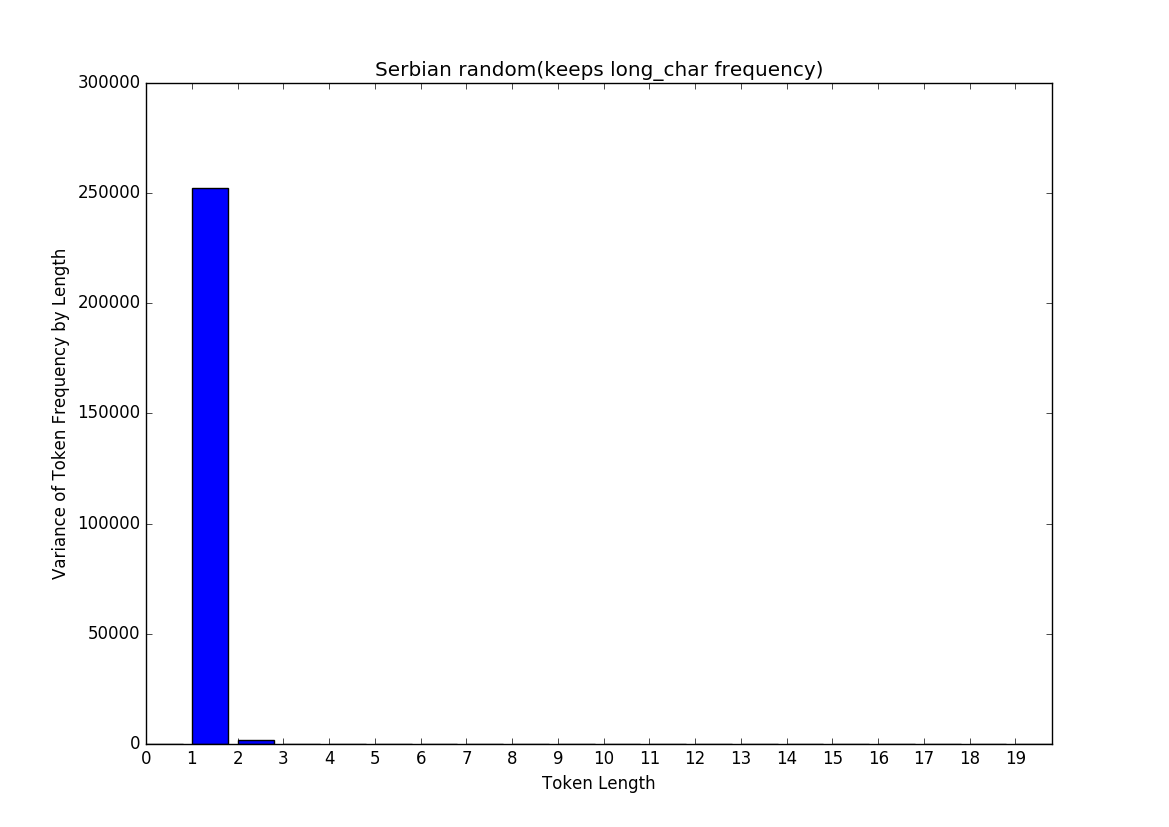 Serbian random(keeps long_char frequency)
300000
250000
200000
150000
100000
50000
0
Variance of Token Frequency by Length
0 1 2 3 4 5 6 7 8 9 10 11 12 13 14 15 16 17 18 19
Token Length